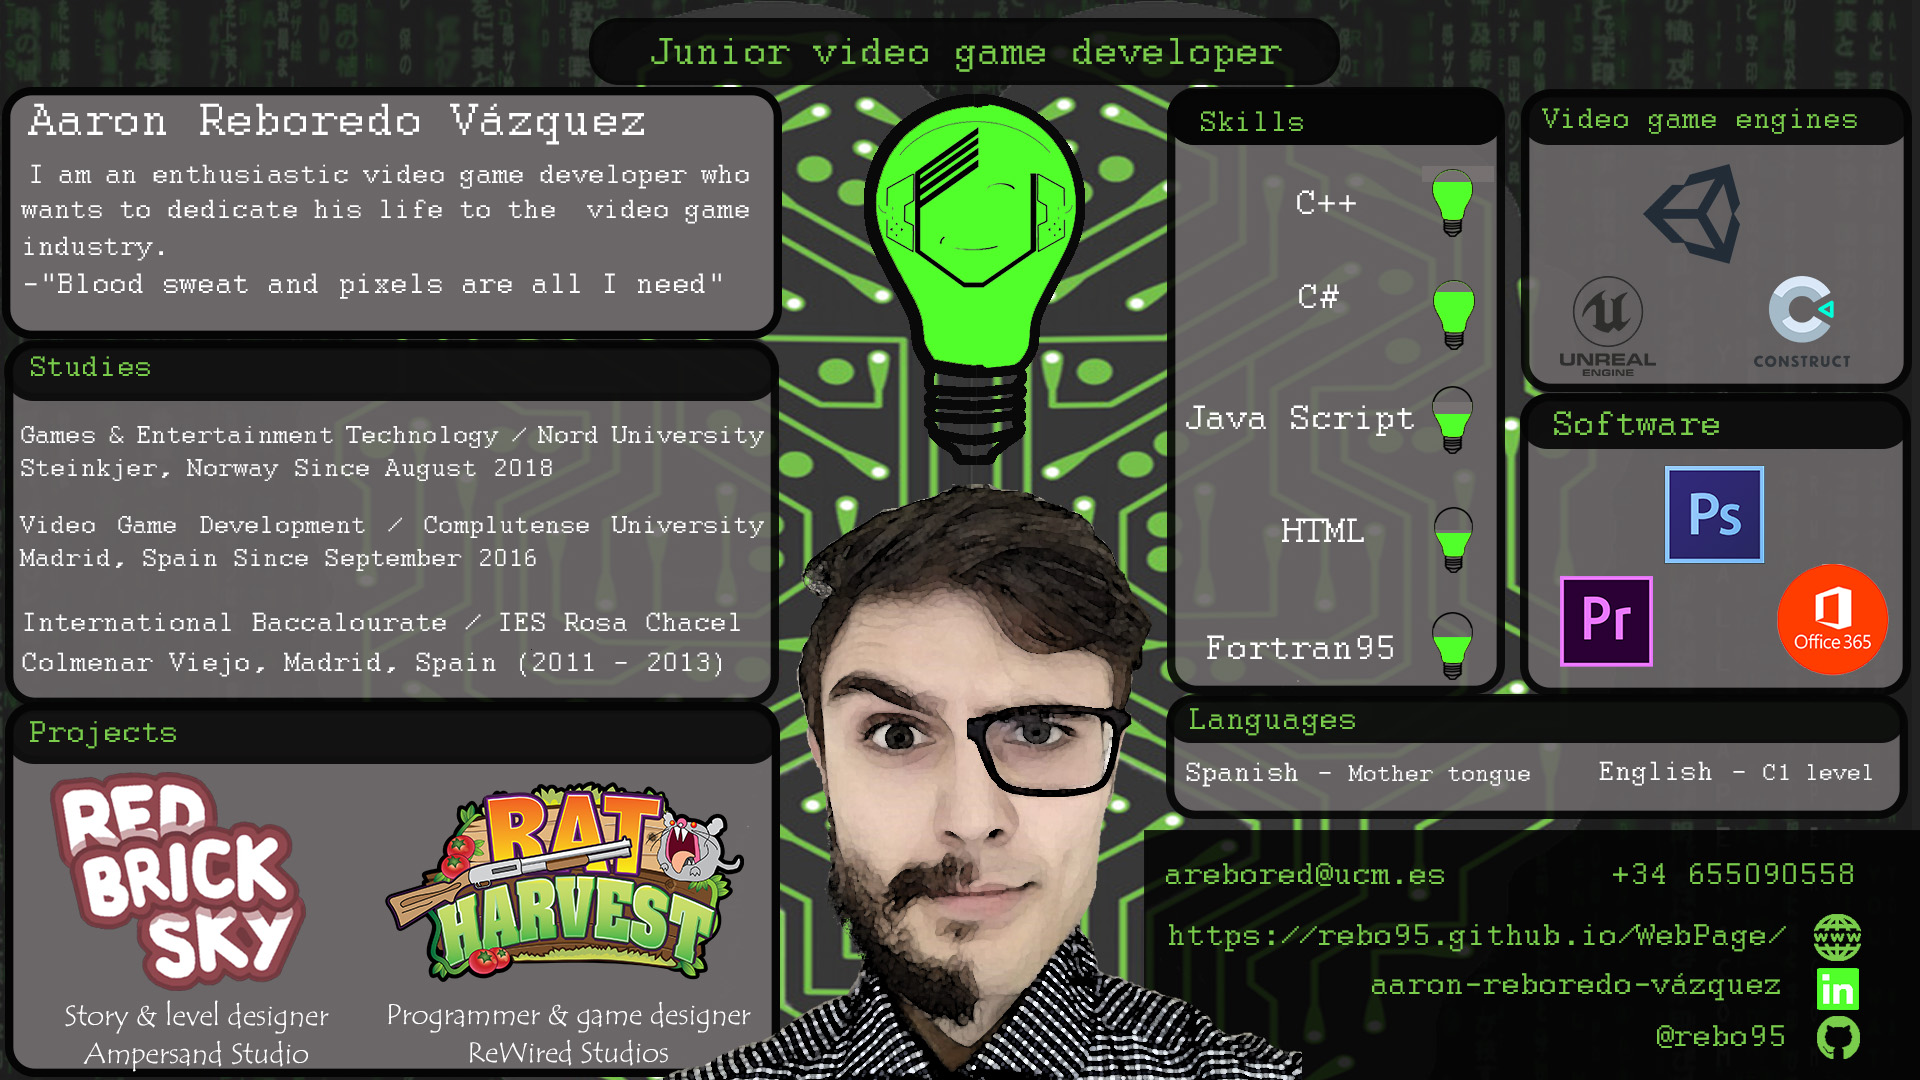 Junior video game developer
Aaron Reboredo Vázquez
I am an enthusiastic video game developer who
wants to dedicate his life to the video game
industry.
-"Blood sweat and pixels are all I need"
Studies
Games & Entertainment Technology / Nord University
Steinkjer, Norway Since August 2018
Video Game Development / Complutense University
Madrid, Spain Since September 2016
International Baccalourate / IES Rosa Chacel
Colmenar Viejo, Madrid, Spain (2011 - 2013)
Projects
RED
BRICK
SKY
Story & level designer
Ampersand Studio
RAT
HARVEST
Programmer & game designer
ReWired Studios
Skills
C++
C#
Java Script
HTML
Fortran95
Video game engines
UNREAL
ENGINE
CONSTRUCT
Software
Ps
Pr
Office 365
Languages
Spanish - Mother tongue
English - C1 level
arebored@ucm.es
+34 655090558
https://rebo95.github.io/WebPage/
www
aaron-reboredo-vázquez
in
@rebo95